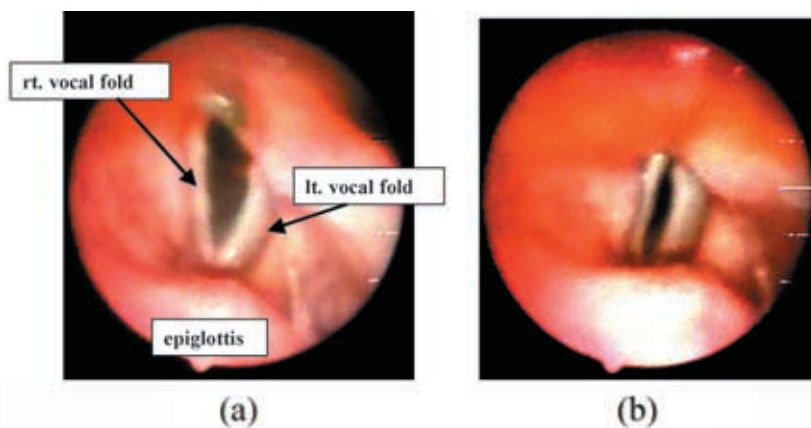 rt. vocal fold
lt. vocal fold
epiglottis
(a)
(b)